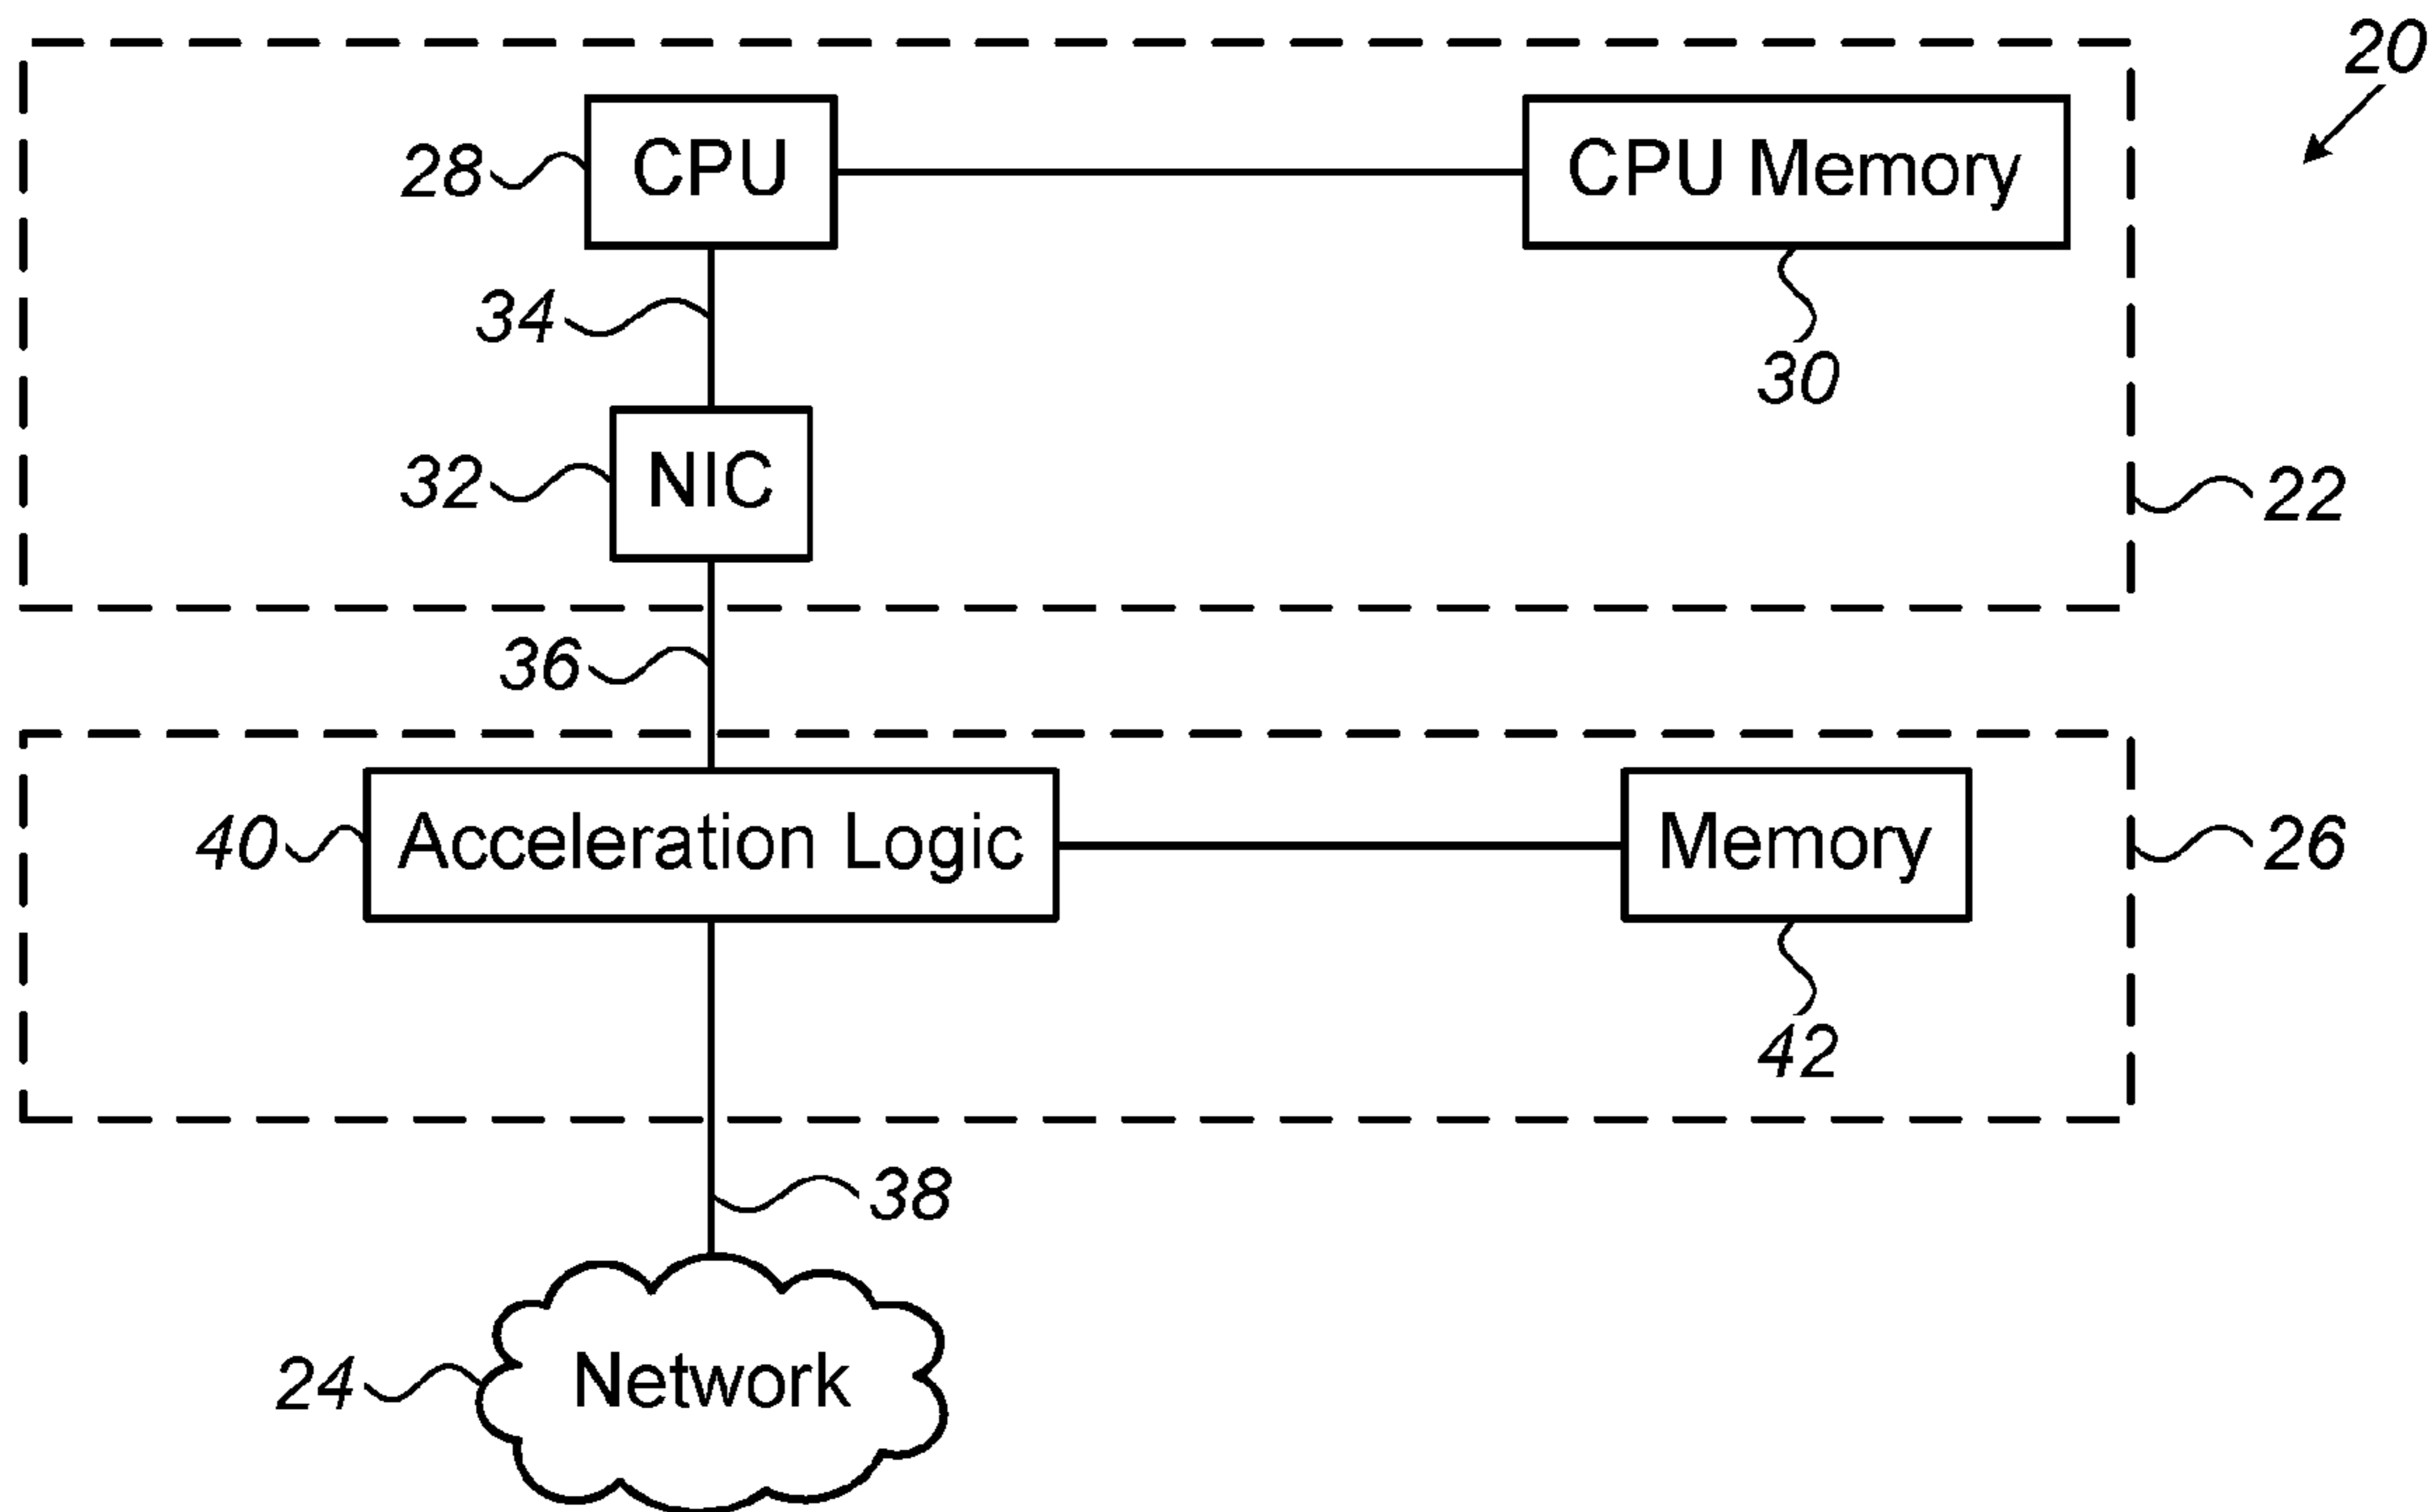 20
28
CPU
CPU Memory
34
30
32
NIC
22
36
40
Acceleration Logic
Memory
26
42
38
24
Network